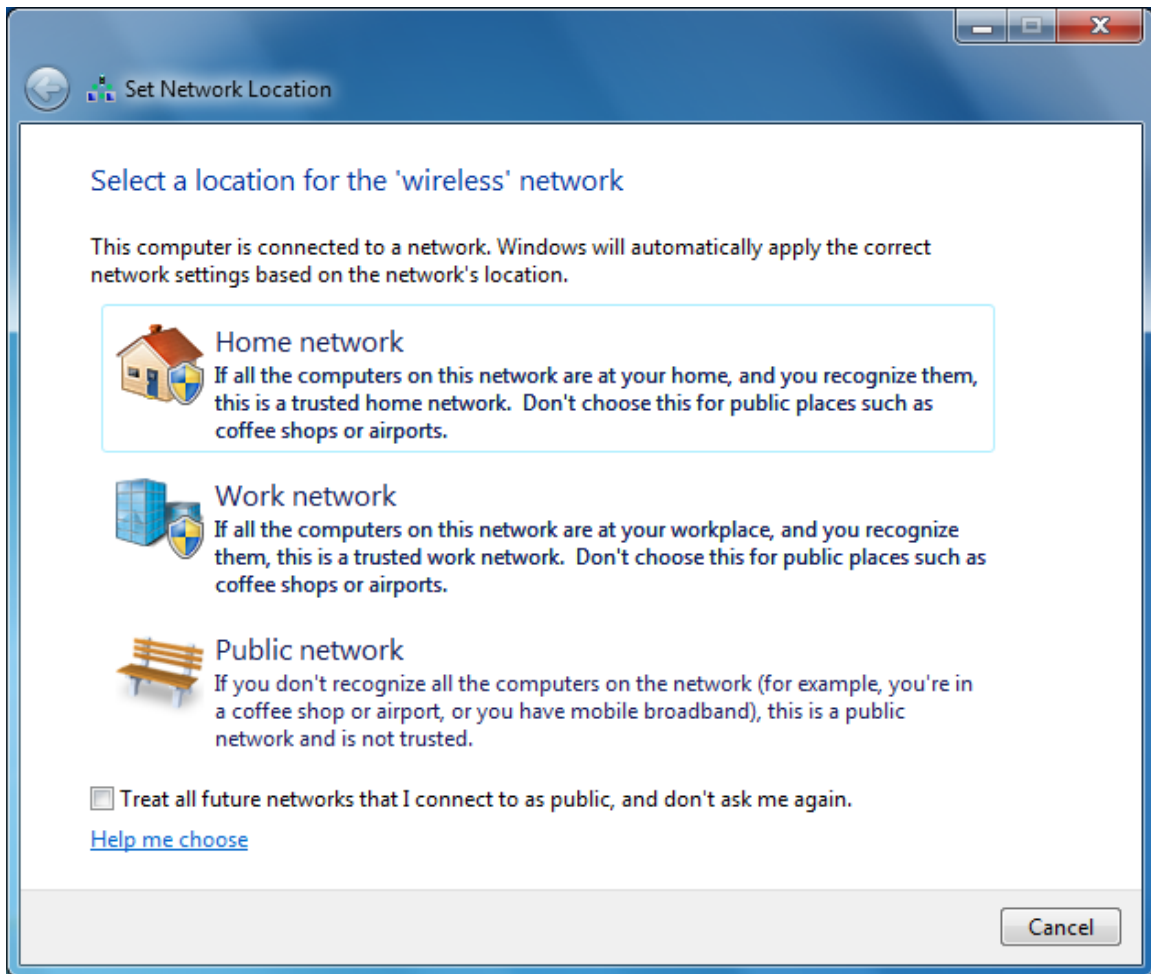 Set Network Location
Select a location for the 'wireless' network
This computer is connected to a network. Windows will automatically apply the correct
network settings based on the network's location.
Home network
If all the computers on this network are at your home, and you recognize them,
this is a trusted home network.  Don't choose this for public places such as
coffee shops or airports.
Work network
If all the computers on this network are at your workplace, and you recognize
them, this is a trusted work network.  Don't choose this for public places such as
coffee shops or airports.
Public network
If you don't recognize all the computers on the network (for example, you're in
a coffee shop or airport, or you have mobile broadband), this is a public
network and is not trusted.
Treat all future networks that I connect to as public, and don't ask me again.
Help me choose
Cancel